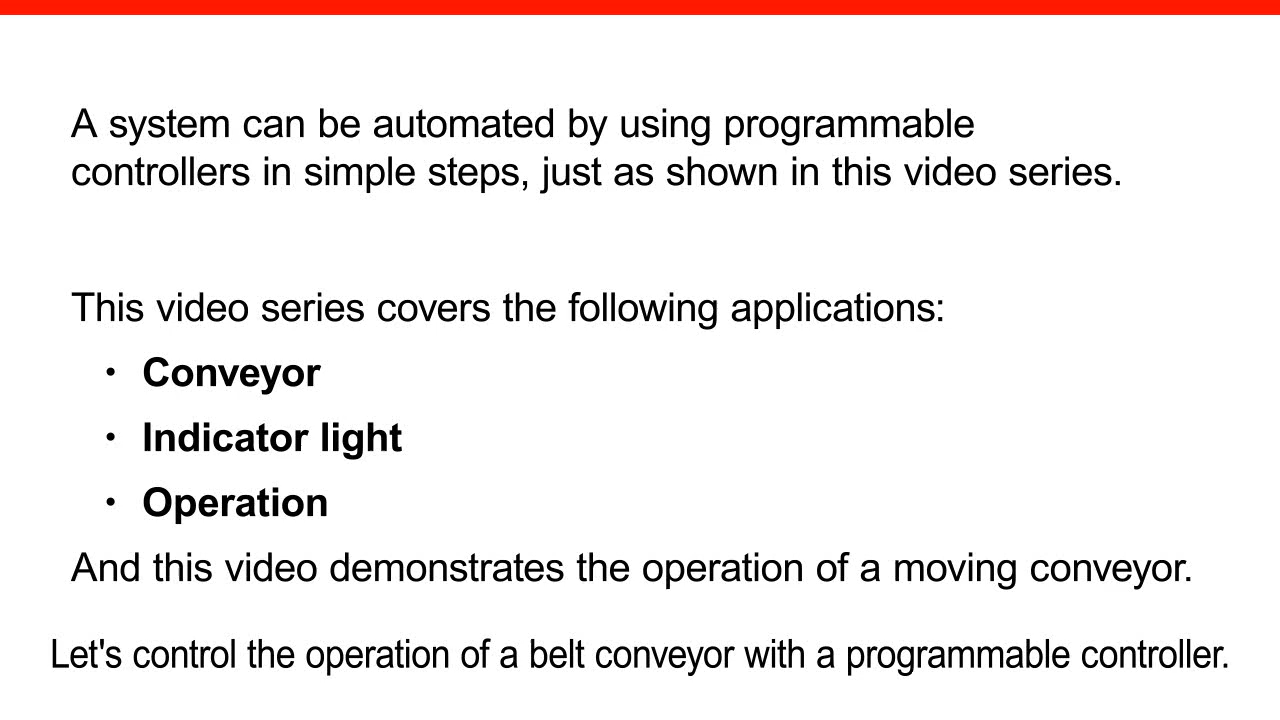 A system can be automated by using programmable
controllers in simple steps, just as shown in this video series.
This video series covers the following applications:
・ Conveyor
・ Indicator light
・ Operation
And this video demonstrates the operation of a moving conveyor.
Let's control the operation of a belt conveyor with a programmable controller.